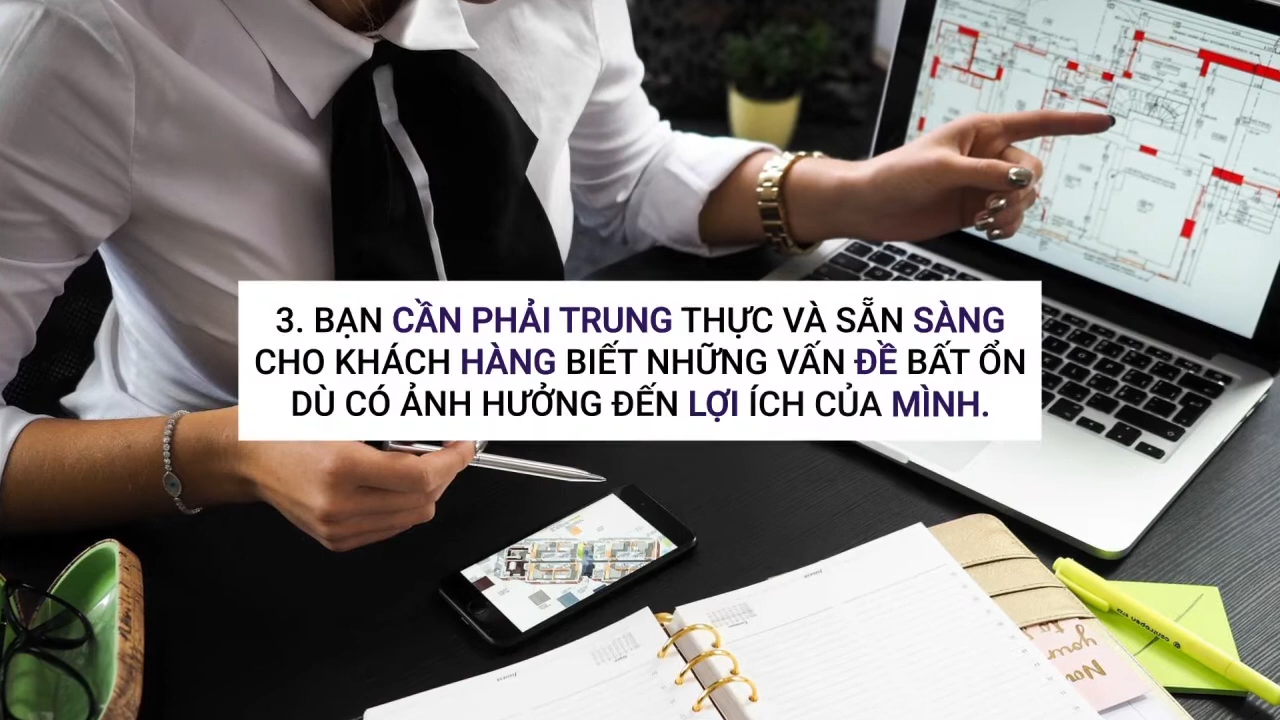 3. BẠN CẦN PHẢI TRUNG THỰC VÀ SẴN SÀNG
CHO KHÁCH HÀNG BIẾT NHỮNG VẤN ĐỀ BẤT ỔN
DÙ CÓ ẢNH HƯỞNG ĐẾN LỢI ÍCH CỦA MÌNH.